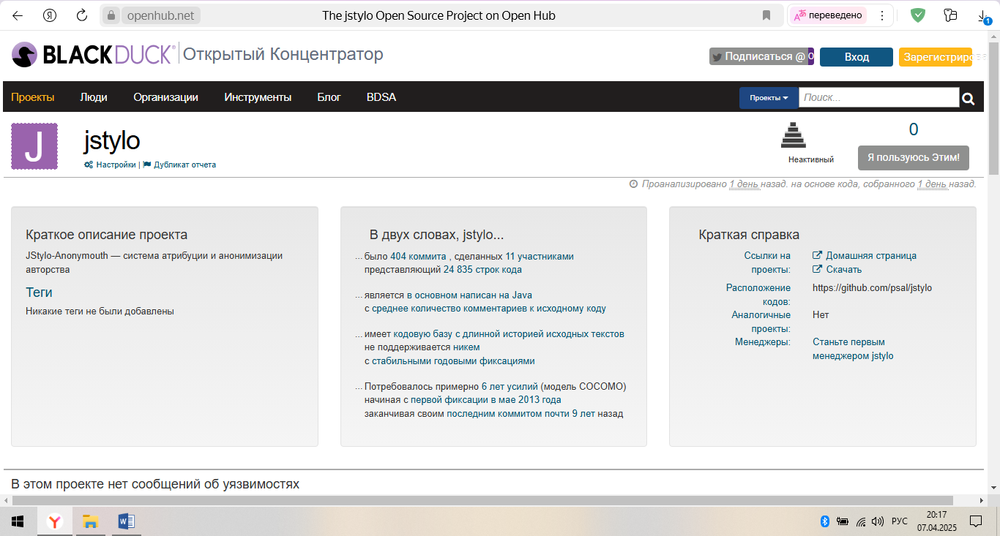 Я openhub.net The jstylo Open Source Project on Open Hub переведено
1
BLACKDUCK Открытый Концентратор
Подписаться @ 0 Вход Зарегистриров
Проекты Люди Организации Инструменты Блог BDSA Проекты Поиск...
J jstylo 0
Настройки | Дубликат отчета Неактивный Я пользуюсь Этим!
Проанализировано 1 день назад. на основе кода, собранного 1 день назад.
Краткое описание проекта
JStylo-Anonymouth — система атрибуции и анонимизации
авторства
Теги
Никакие теги не были добавлены
В двух словах, jstylo...
...было 404 коммита , сделанных 11 участниками
представляющий 24 835 строк кода
...является в основном написан на Java
с среднее количество комментариев к исходному коду
...имеет кодовую базу с длинной историей исходных текстов
не поддерживается никем
с стабильными годовыми фиксациями
...Потребовалось примерно 6 лет усилий (модель COCOMO)
начиная с первой фиксации в мае 2013 года
заканчивая своим последним коммитом почти 9 лет назад
Краткая справка
Ссылки на проекты: Домашняя страница
Скачать
Расположение кодов: https://github.com/psal/jstylo
Аналогичные проекты: Нет
Менеджеры: Станьте первым
менеджером jstylo
В этом проекте нет сообщений об уязвимостях
РУС 20:17
07.04.2025